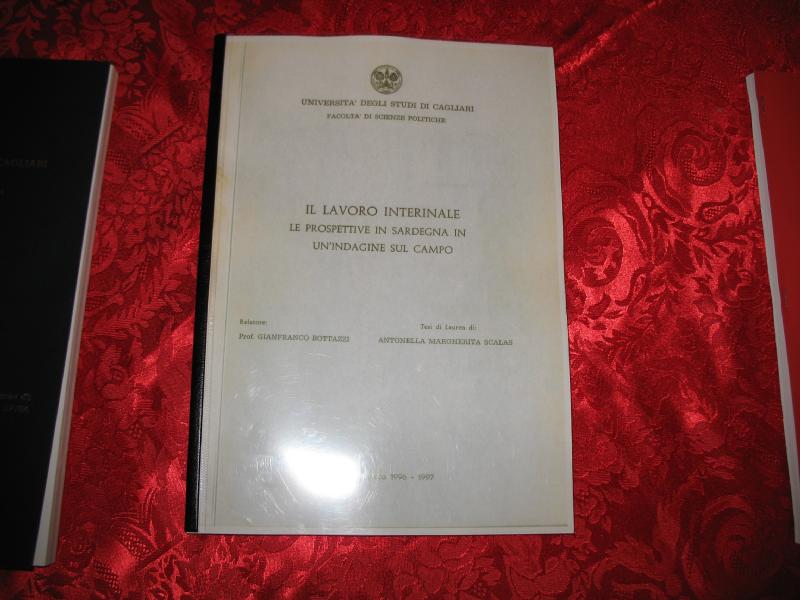 UNIVERSITA' DEGLI STUDI DI CAGLIARI
FACOLTA' DI SCIENZE POLITICHE
IL LAVORO INTERINALE
LE PROSPETTIVE IN SARDEGNA IN
UN'INDAGINE SUL CAMPO
Relatore:
Prof. GIANFRANCO BOTTAZZI
Tesi di Laurea di:
ANTONELLA MARGHERITA SCALAS
1996 - 1997
CAGLIARI